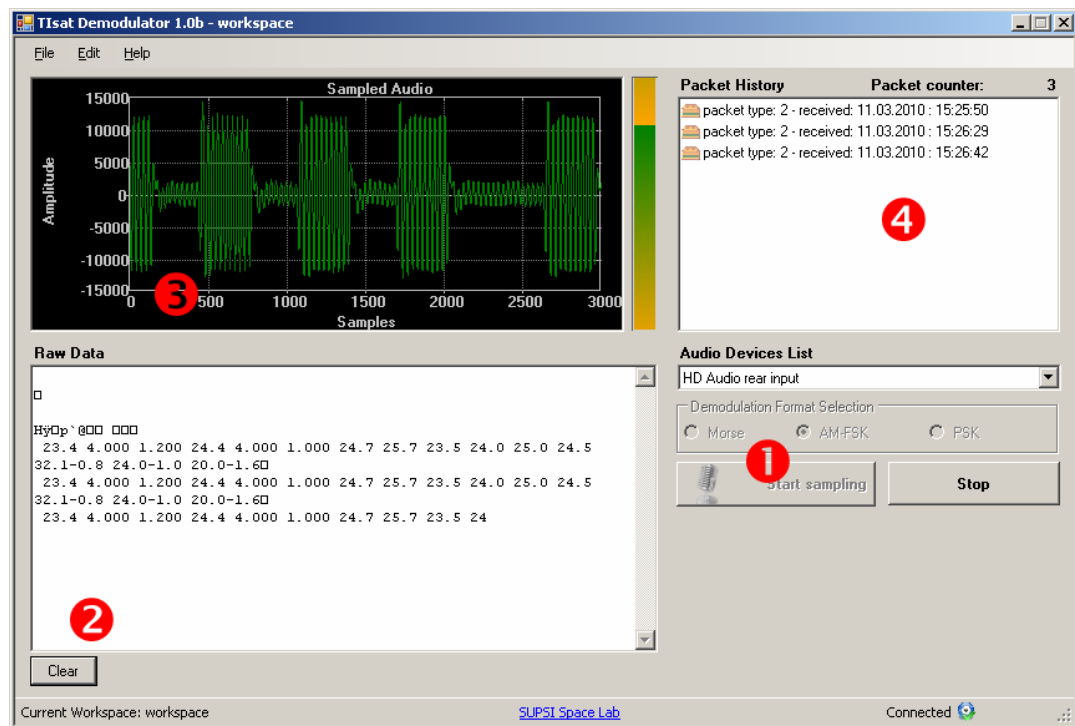 TIsat Demodulator 1.0b - workspace
File Edit Help
Sampled Audio
15000
10000
5000
0
-5000
-10000
-15000
Amplitude
0 500 1000 1500 2000 2500 3000
Samples
3
Packet History Packet counter: 3
packet type: 2 - received: 11.03.2010 : 15:25:50
packet type: 2 - received: 11.03.2010 : 15:26:29
packet type: 2 - received: 11.03.2010 : 15:26:42
4
Raw Data
□
Hÿ□p`@□□ □□□
23.4 4.000 1.200 24.4 4.000 1.000 24.7 25.7 23.5 24.0 25.0 24.5
32.1-0.8 24.0-1.0 20.0-1.6□
23.4 4.000 1.200 24.4 4.000 1.000 24.7 25.7 23.5 24.0 25.0 24.5
32.1-0.8 24.0-1.0 20.0-1.6□
23.4 4.000 1.200 24.4 4.000 1.000 24.7 25.7 23.5 24
2
Clear
Audio Devices List
HD Audio rear input
Demodulation Format Selection
Morse AM-FSK PSK
1
Start sampling Stop
Current Workspace: workspace SUPSI Space Lab Connected